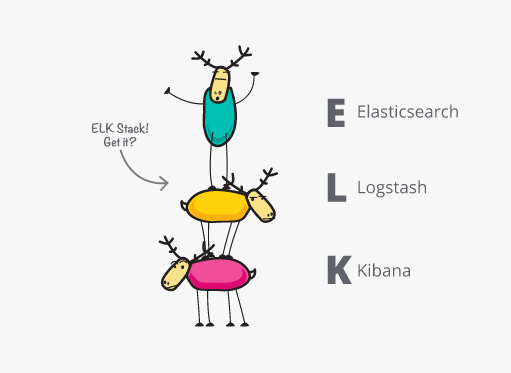 ELK Stack!
Get it?
E Elasticsearch
L Logstash
K Kibana